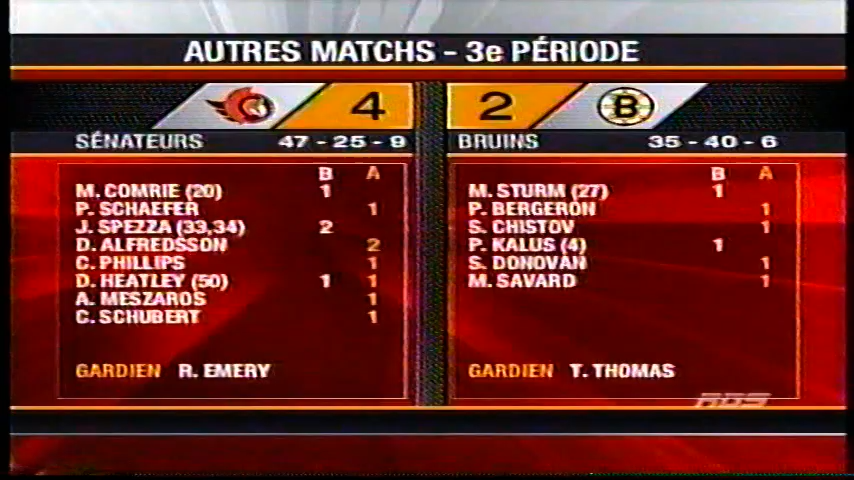 AUTRES MATCHS - 3e PÉRIODE
4
2 B
SÉNATEURS 47 - 25 - 9
BRUINS 35 - 40 - 6
B A
M. COMRIE (20) 1
P. SCHAEFER 1
J. SPEZZA (33,34) 2
D. ALFREDSSON 2
C. PHILLIPS 1
D. HEATLEY (50) 1 1
A. MESZAROS 1
C. SCHUBERT 1
GARDIEN R. EMERY
B A
M. STURM (27) 1
P. BERGERON 1
S. CHISTOV 1
P. KALUS (4) 1
S. DONOVAN 1
M. SAVARD 1
GARDIEN T. THOMAS
RDS